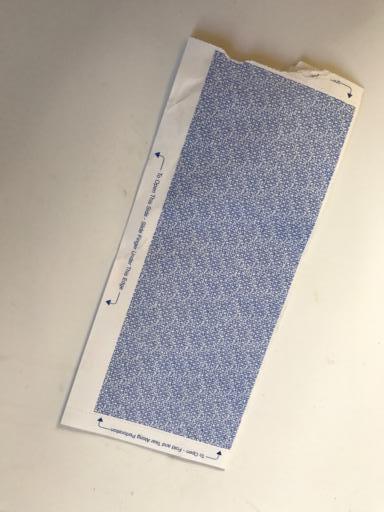 To Open This Side - Slide Finger Under This Edge
To Open - Fold and Tear Along Perforation